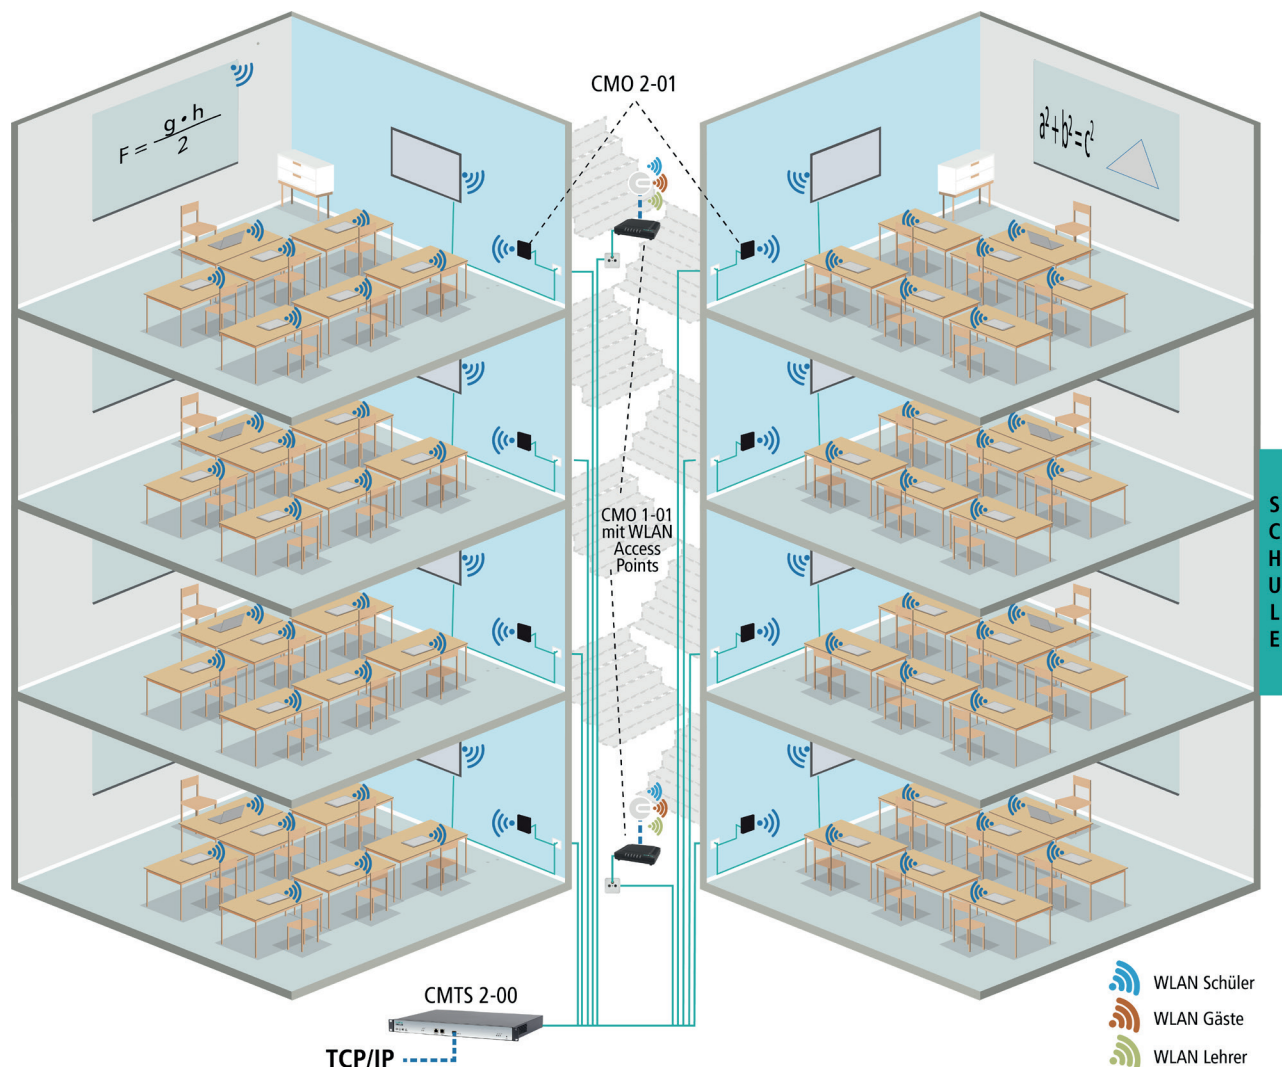 CMO 2-01
F = g • h / 2
a² + b² = c²
CMO 1-01
mit WLAN
Access
Points
SCHULE
CMTS 2-00
TCP/IP
WLAN Schüler
WLAN Gäste
WLAN Lehrer